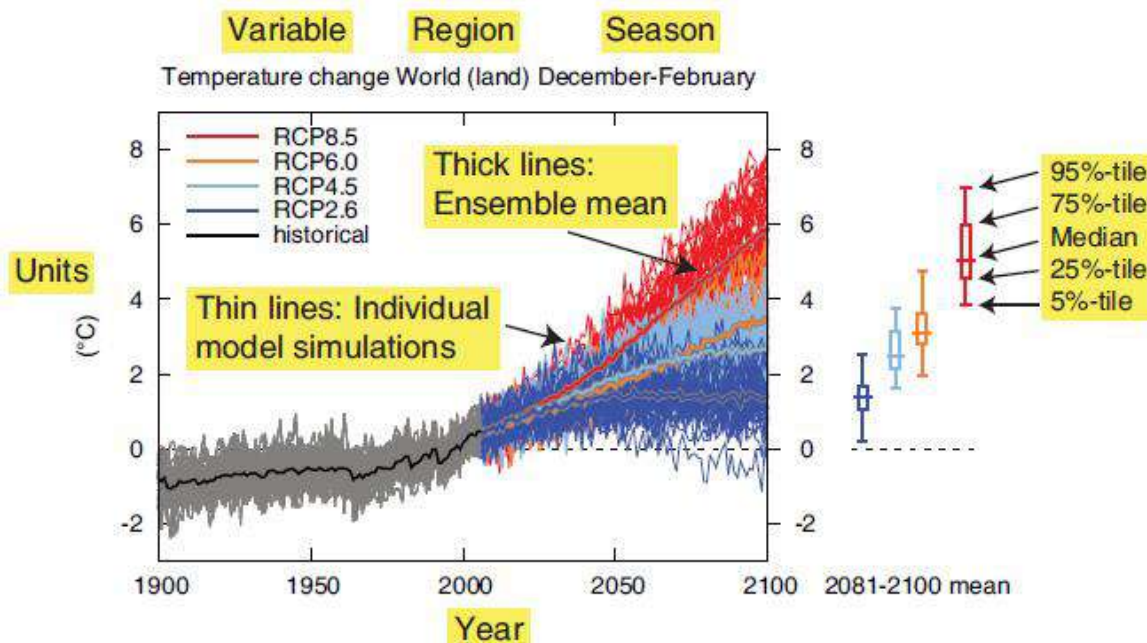 Variable Region Season
Temperature change World (land) December-February
RCP8.5
RCP6.0
RCP4.5
RCP2.6
historical
Thick lines:
Ensemble mean
Thin lines: Individual
model simulations
Units
(°C)
8
6
4
2
0
-2
8
6
4
2
0
-2
95%-tile
75%-tile
Median
25%-tile
5%-tile
1900 1950 2000 2050 2100 2081-2100 mean
Year